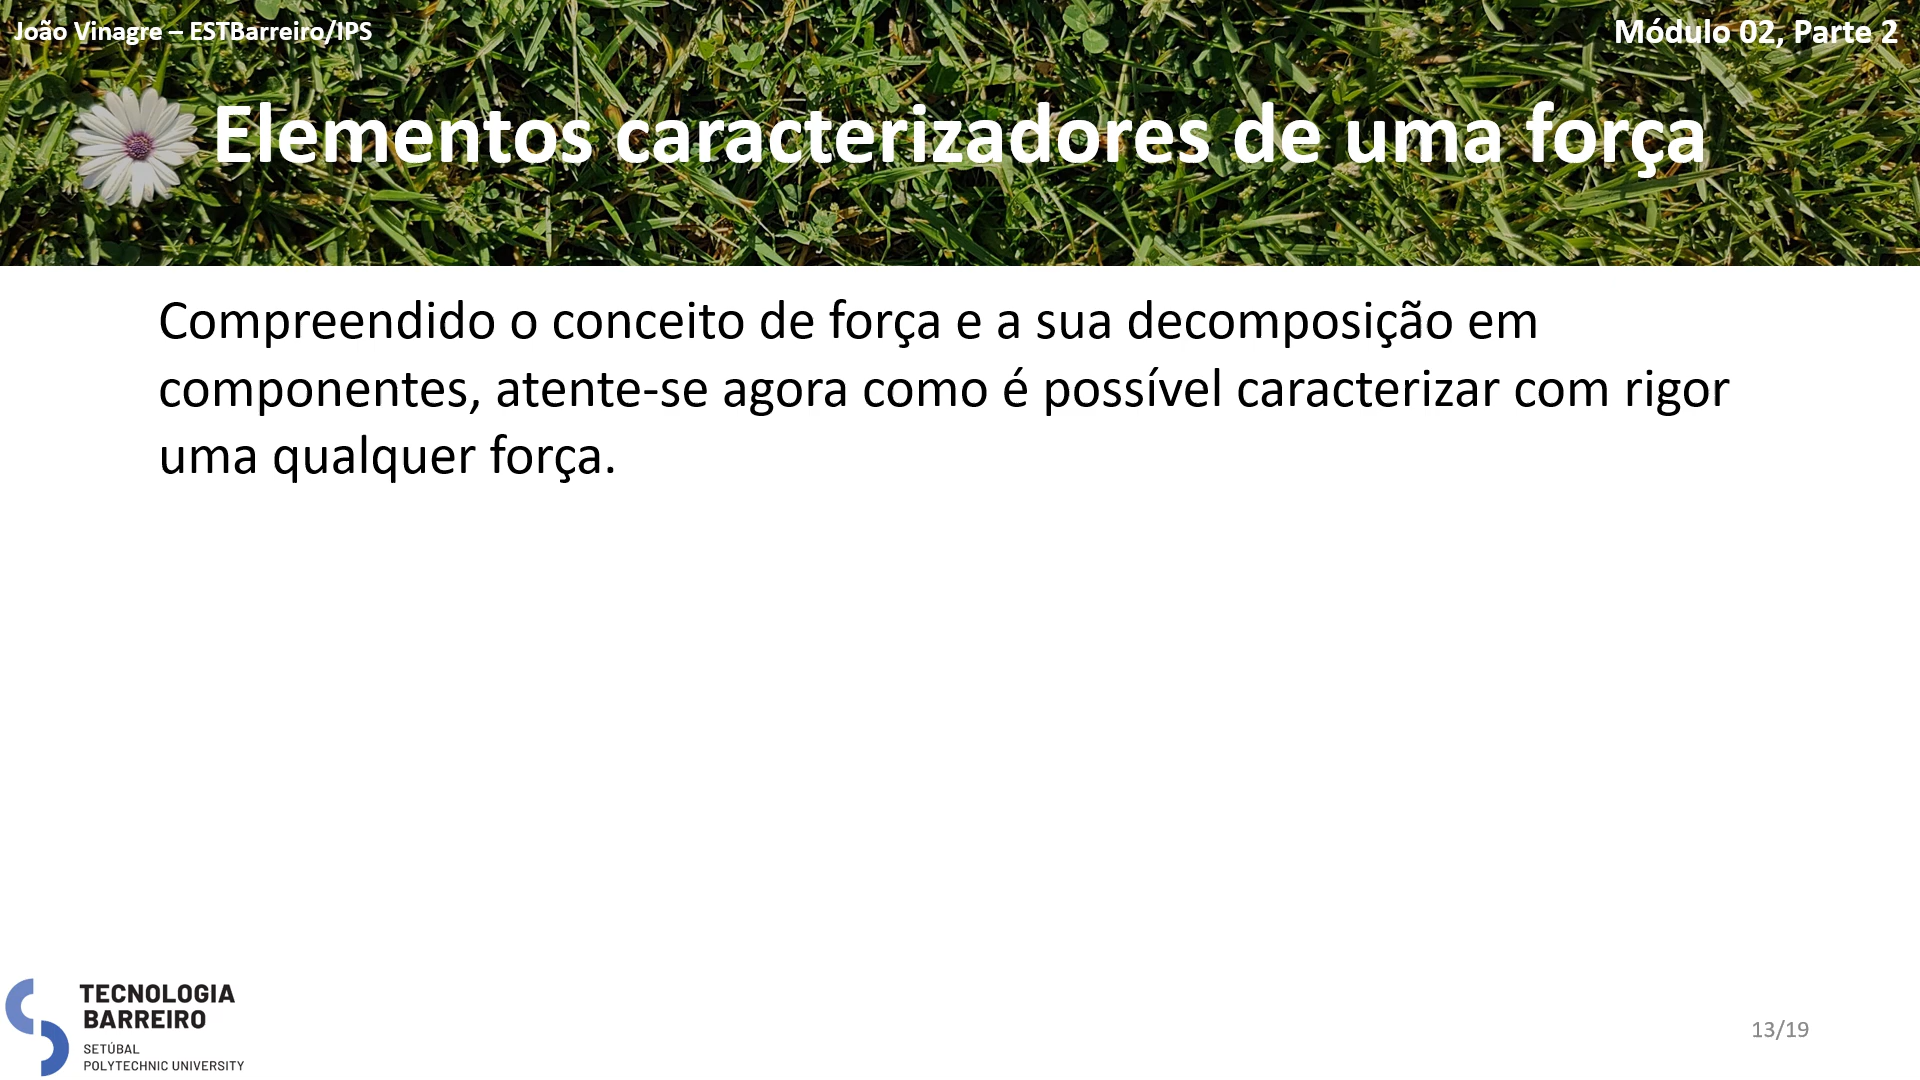 João Vinagre – ESTBarreiro/IPS
Módulo 02, Parte 2
Elementos caracterizadores de uma força
Compreendido o conceito de força e a sua decomposição em
componentes, atente-se agora como é possível caracterizar com rigor
uma qualquer força.
TECNOLOGIA
BARREIRO
SETÚBAL
POLYTECHNIC UNIVERSITY
13/19